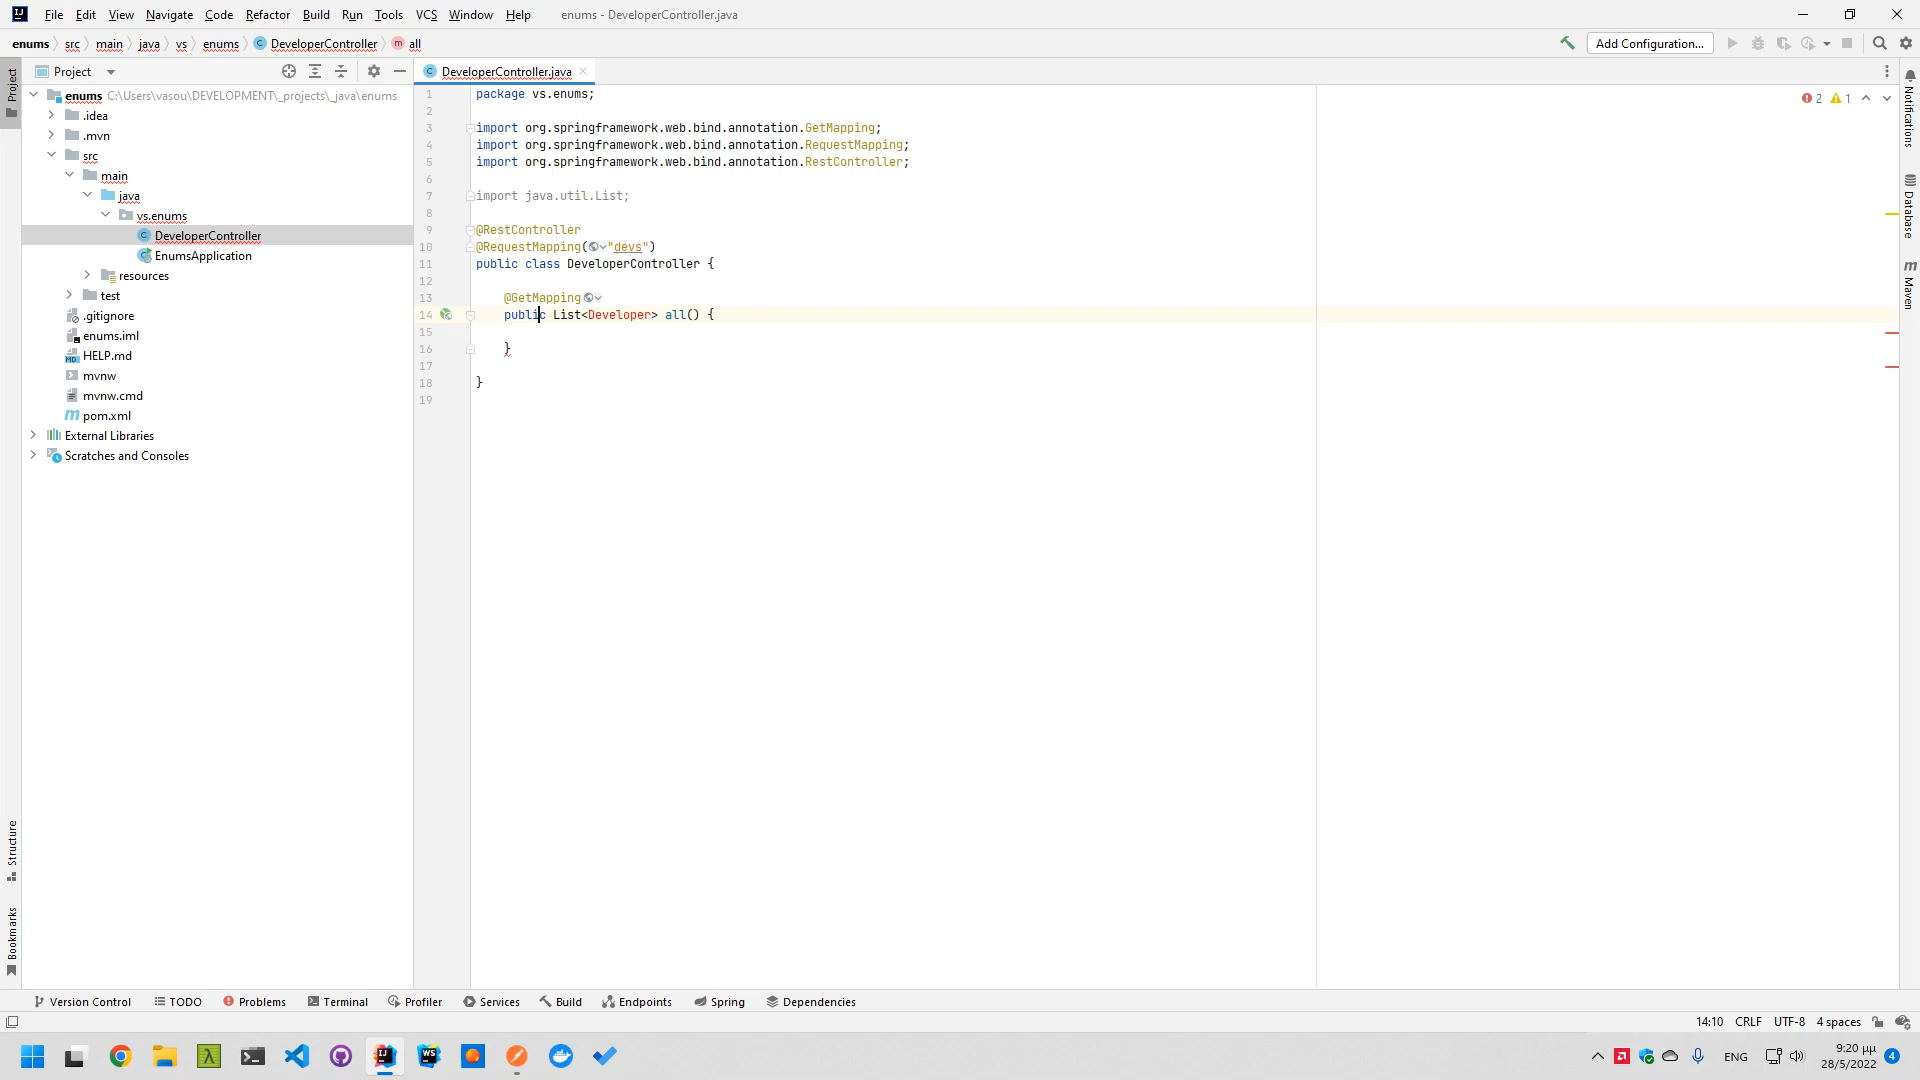 File Edit View Navigate Code Refactor Build Run Tools VCS Window Help enums - DeveloperController.java
enums src main java vs enums DeveloperController all Add Configuration...
Project
DeveloperController.java
Project
enums C:\Users\vasou\DEVELOPMENT\_projects\_java\enums
.idea
.mvn
src
main
java
vs.enums
DeveloperController
EnumsApplication
resources
test
.gitignore
enums.iml
HELP.md
mvnw
mvnw.cmd
pom.xml
External Libraries
Scratches and Consoles
1 package vs.enums;
2
3 import org.springframework.web.bind.annotation.GetMapping;
4 import org.springframework.web.bind.annotation.RequestMapping;
5 import org.springframework.web.bind.annotation.RestController;
6
7 import java.util.List;
8
9 @RestController
10 @RequestMapping("devs")
11 public class DeveloperController {
12
13 @GetMapping
14 public List<Developer> all() {
15
16 }
17
18 }
19
2 1
Notifications
Database
Maven
Structure
Bookmarks
Version Control TODO Problems Terminal Profiler Services Build Endpoints Spring Dependencies
14:10 CRLF UTF-8 4 spaces
ENG
9:20 μμ
28/5/2022
4